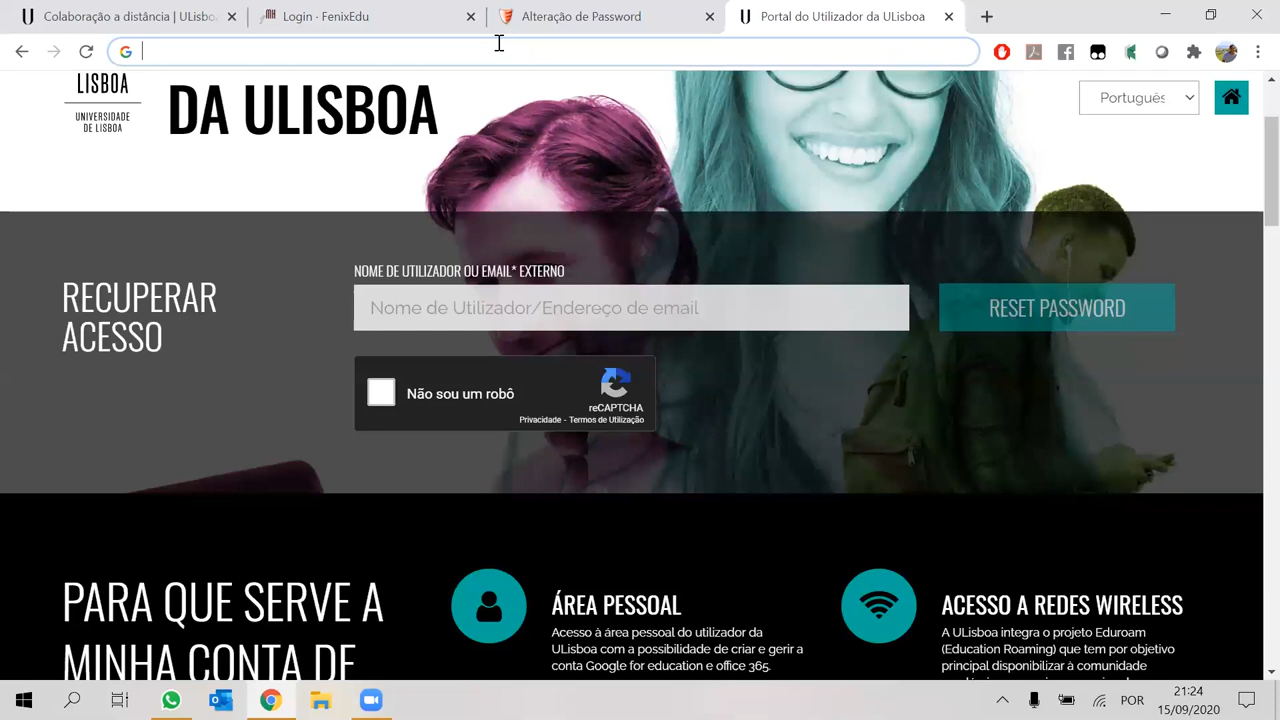 Colaboração a distância | ULisbo
Login · FenixEdu
Alteração de Password
Portal do Utilizador da ULisboa
LISBOA
UNIVERSIDADE
DE LISBOA
DA ULISBOA
Português
RECUPERAR
ACESSO
NOME DE UTILIZADOR OU EMAIL* EXTERNO
Nome de Utilizador/Endereço de email
RESET PASSWORD
Não sou um robô
reCAPTCHA
Privacidade - Termos de Utilização
PARA QUE SERVE A
MINHA CONTA DE
ÁREA PESSOAL
Acesso à área pessoal do utilizador da
ULisboa com a possibilidade de criar e gerir
conta Google for education e office 365.
ACESSO A REDES WIRELESS
A ULisboa integra o projeto Eduroam
(Education Roaming) que tem por objetivo
principal disponibilizar à comunidade
POR
21:24
15/09/2020